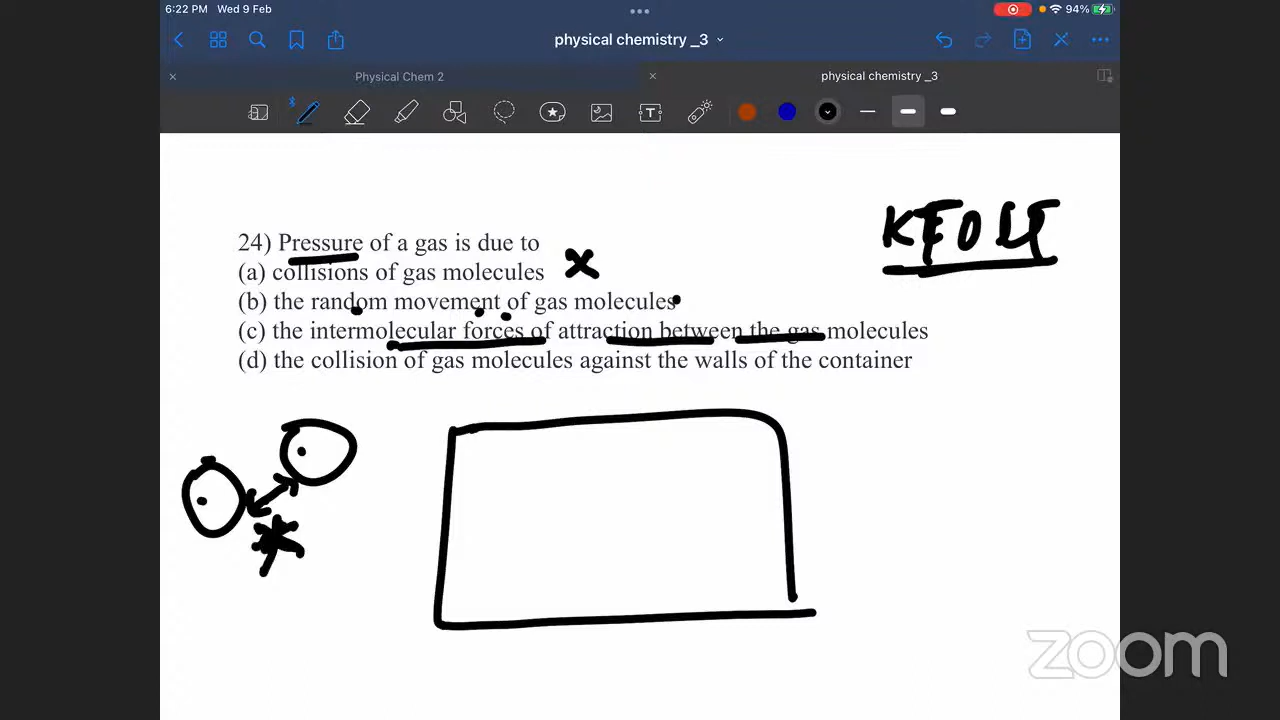 6:22 PM Wed 9 Feb
94%
physical chemistry _3
Physical Chem 2
physical chemistry _3
T
24) Pressure of a gas is due to
(a) collisions of gas molecules
(b) the random movement of gas molecules
(c) the intermolecular forces of attraction between the gas molecules
(d) the collision of gas molecules against the walls of the container
zoom